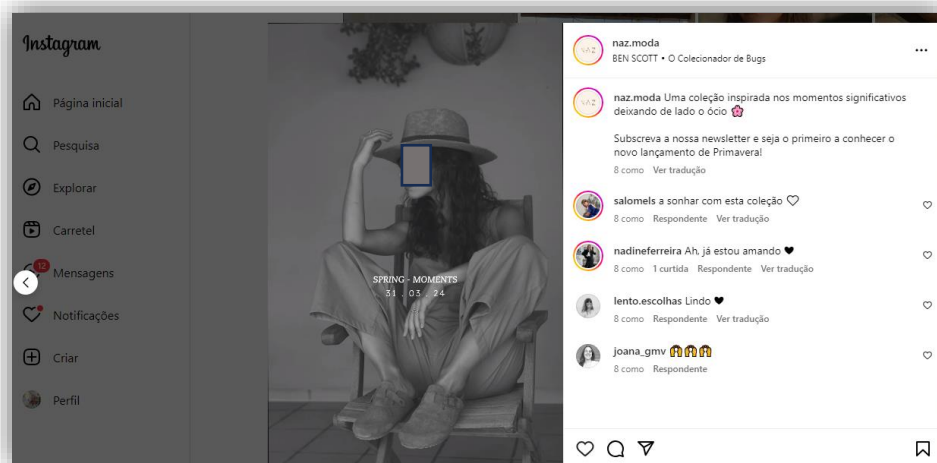 Instagram
Página inicial
Pesquisa
Explorar
Carretel
12
Mensagens
Notificações
Criar
Perfil
SPRING - MOMENTS
31 . 03 . 24
NAZ
naz.moda
BEN SCOTT • O Colecionador de Bugs
NAZ
naz.moda Uma coleção inspirada nos momentos significativos
deixando de lado o ócio
Subscreva a nossa newsletter e seja o primeiro a conhecer o
novo lançamento de Primavera!
8 como Ver tradução
salomels a sonhar com esta coleção
8 como Respondente Ver tradução
nadineferreira Ah, já estou amando
8 como 1 curtida Respondente Ver tradução
lento.escolhas Lindo
8 como Respondente Ver tradução
joana_gmv
8 como Respondente